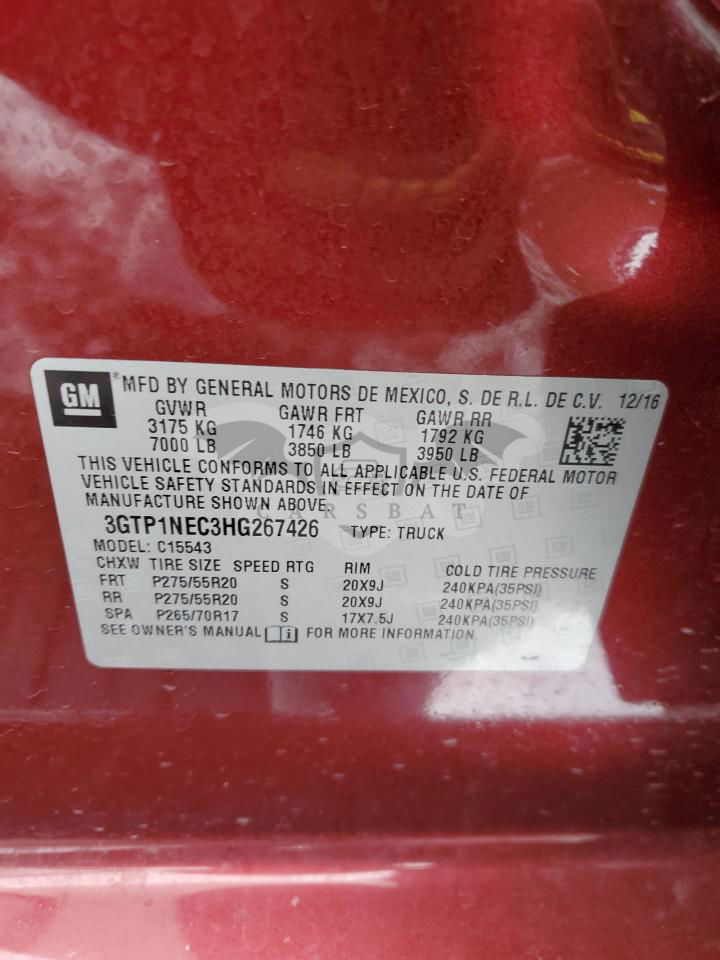 GM ® MFD BY GENERAL MOTORS DE MEXICO, S. DE R.L. DE C.V. 12/16
GVWR GAWR FRT GAWR RR
3175 KG 1746 KG 1792 KG
7000 LB 3850 LB 3950 LB
THIS VEHICLE CONFORMS TO ALL APPLICABLE U.S. FEDERAL MOTOR
VEHICLE SAFETY STANDARDS IN EFFECT ON THE DATE OF
MANUFACTURE SHOWN ABOVE.
CARSBAT
3GTP1NEC3HG267426 TYPE: TRUCK
MODEL: C15543
CHXW TIRE SIZE SPEED RTG RIM COLD TIRE PRESSURE
FRT P275/55R20 S 20X9J 240KPA(35PSI)
RR P275/55R20 S 20X9J 240KPA(35PSI)
SPA P265/70R17 S 17X7.5J 240KPA(35PSI)
SEE OWNER'S MANUAL i FOR MORE INFORMATION.